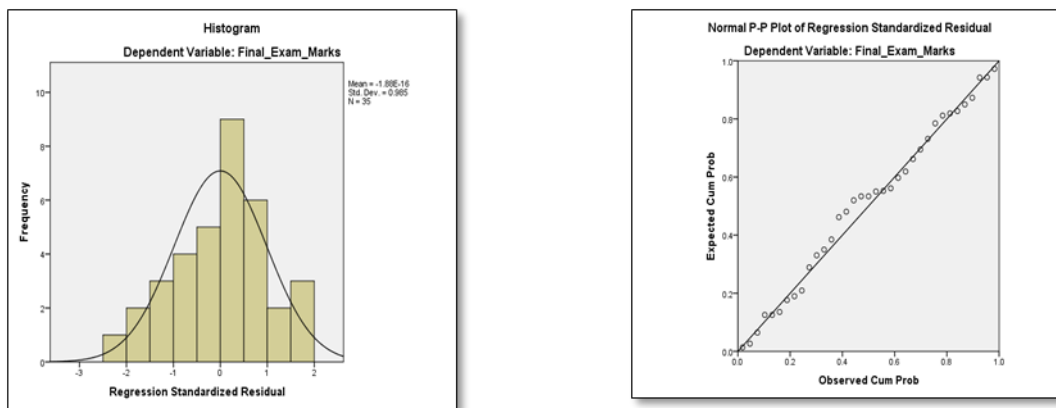 Histogram
Dependent Variable: Final_Exam_Marks
Mean = -1.88E-16
Std. Dev. = 0.985
N = 35
Frequency
10
8
6
4
2
0
-3 -2 -1 0 1 2
Regression Standardized Residual
Normal P-P Plot of Regression Standardized Residual
Dependent Variable: Final_Exam_Marks
Expected Cum Prob
1.0
0.8
0.6
0.4
0.2
0.0
0.0 0.2 0.4 0.6 0.8 1.0
Observed Cum Prob